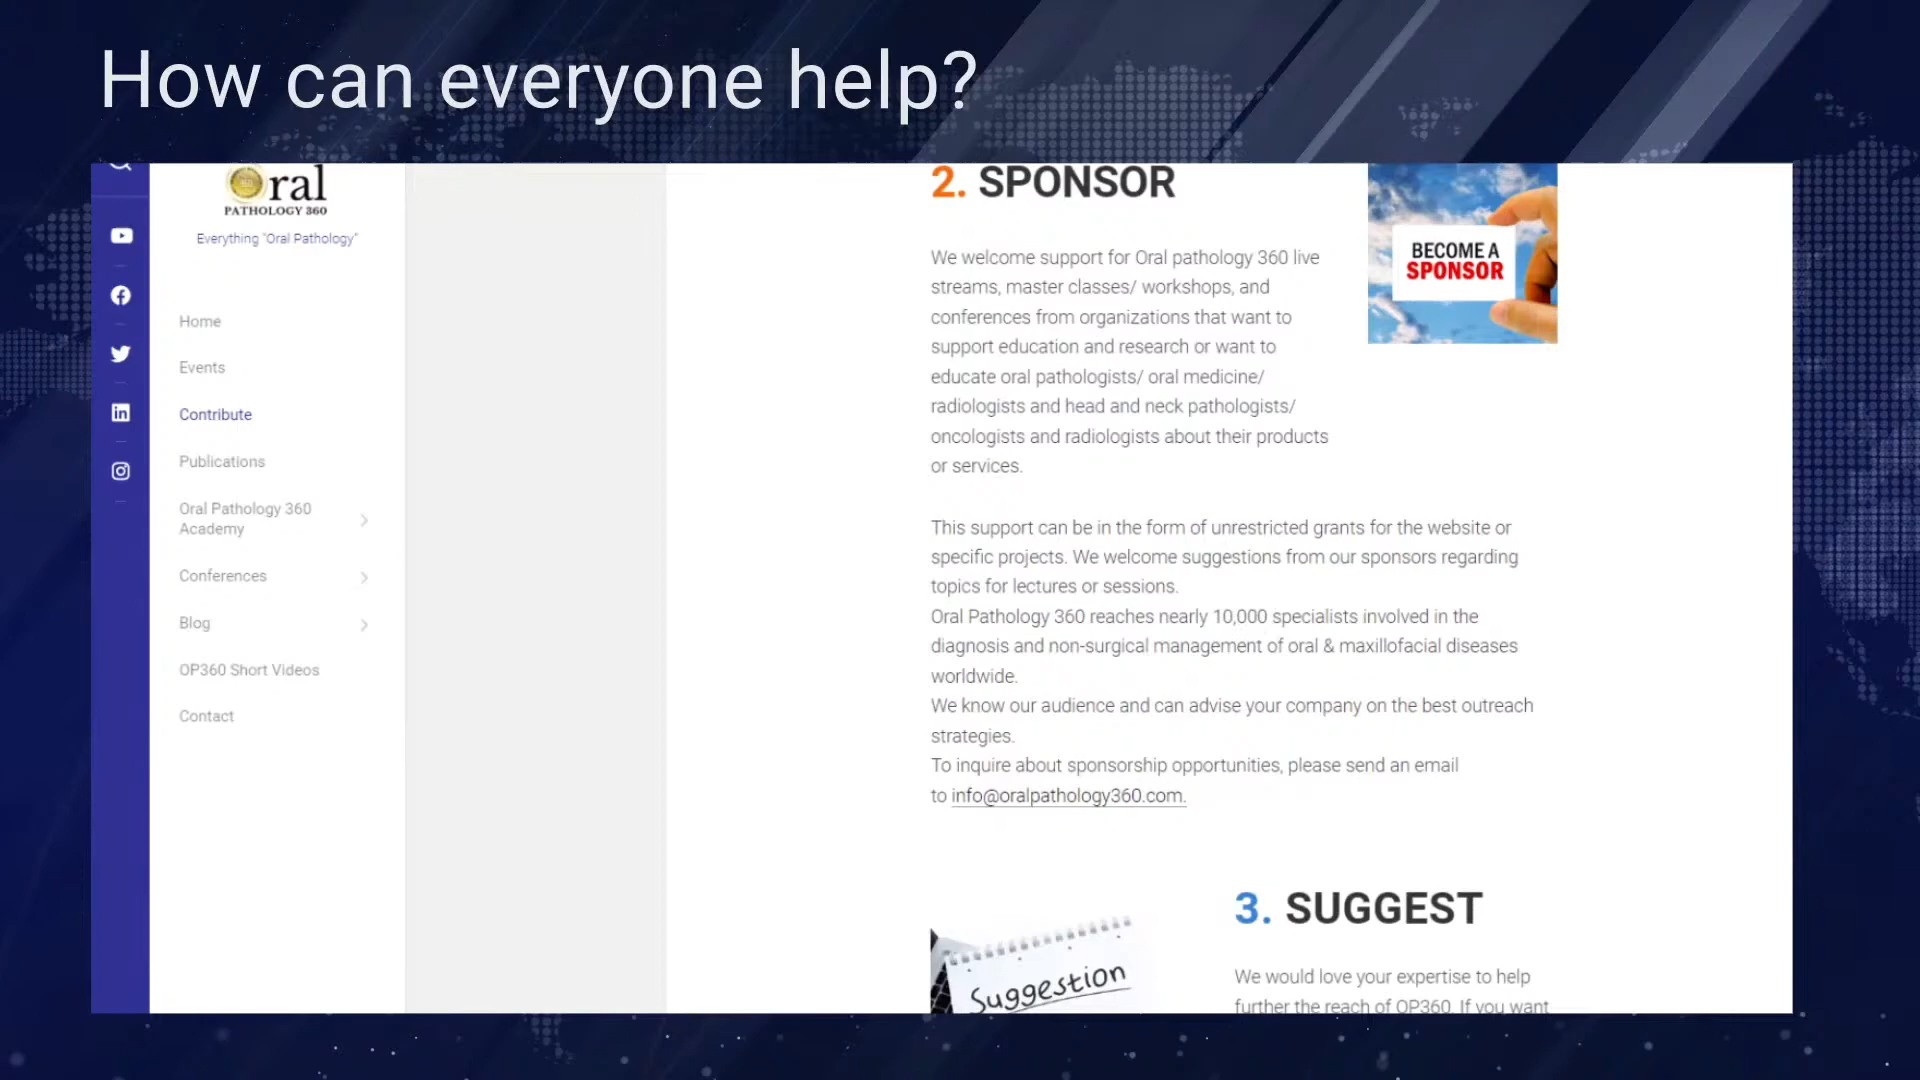 How can everyone help?
Oral
PATHOLOGY 360
Everything "Oral Pathology"
Home
Events
Contribute
Publications
Oral Pathology 360
Academy
Conferences
Blog
OP360 Short Videos
Contact
2. SPONSOR
We welcome support for Oral pathology 360 live
streams, master classes/ workshops, and
conferences from organizations that want to
support education and research or want to
educate oral pathologists/ oral medicine/
radiologists and head and neck pathologists/
oncologists and radiologists about their products
or services.
BECOME A
SPONSOR
This support can be in the form of unrestricted grants for the website or
specific projects. We welcome suggestions from our sponsors regarding
topics for lectures or sessions.
Oral Pathology 360 reaches nearly 10,000 specialists involved in the
diagnosis and non-surgical management of oral & maxillofacial diseases
worldwide.
We know our audience and can advise your company on the best outreach
strategies.
To inquire about sponsorship opportunities, please send an email
to info@oralpathology360.com.
Suggestion
3. SUGGEST
We would love your expertise to help
further the reach of OP360. If you want